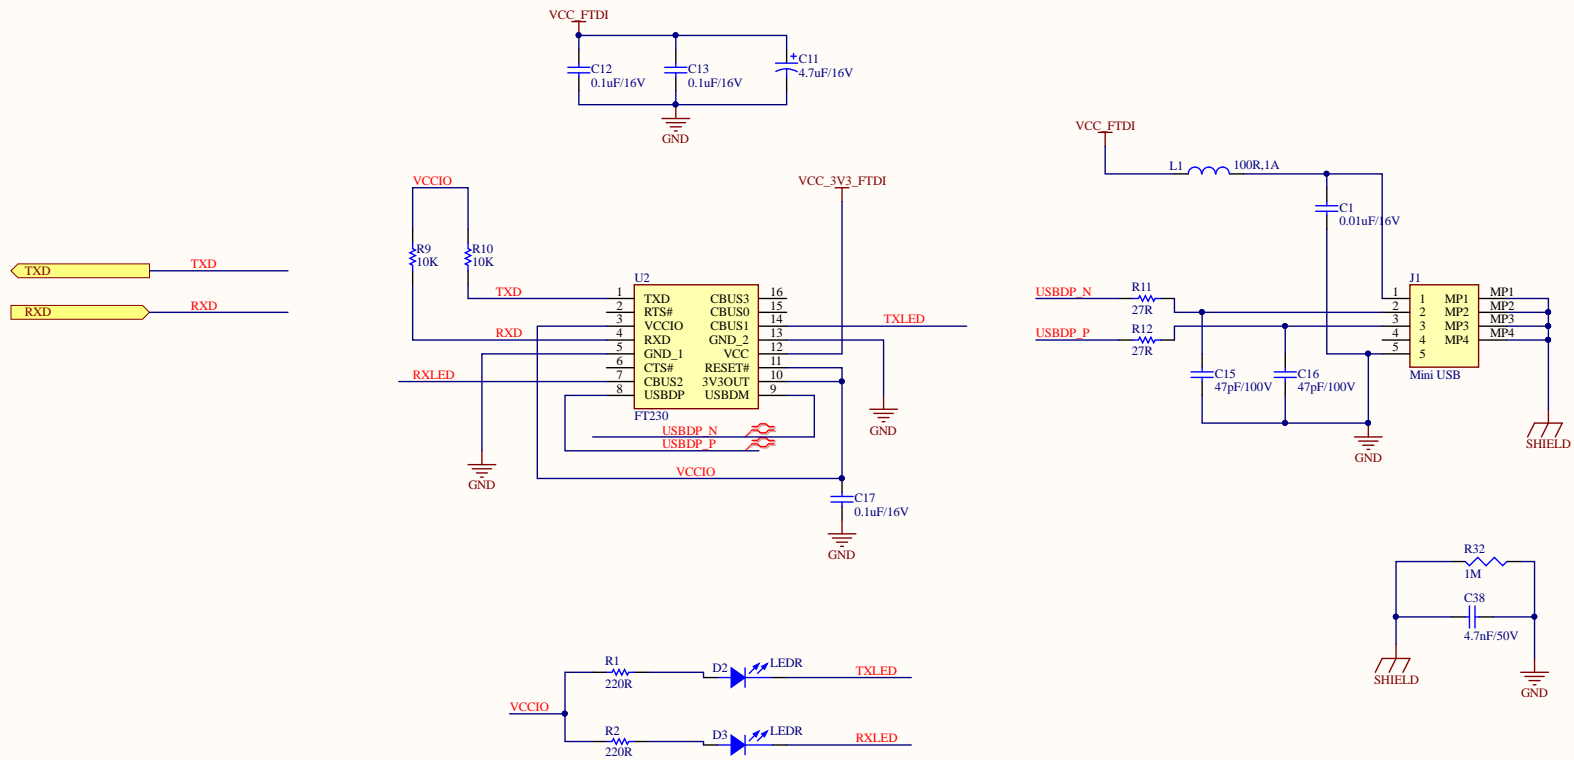 VCC_FTDI
C12
0.1uF/16V
C13
0.1uF/16V
+
C11
4.7uF/16V
GND
VCCIO
R9
10K
R10
10K
TXD
TXD
RXD
RXD
TXD
RXD
RXLED
GND
U2
1 TXD CBUS3 16
2 RTS# CBUS0 15
3 VCCIO CBUS1 14
4 RXD GND_2 13
5 GND_1 VCC 12
6 CTS# RESET# 11
7 CBUS2 3V3OUT 10
8 USBDP USBDM 9
FT230
USBDP_N
USBDP_P
VCCIO
VCC_3V3_FTDI
TXLED
GND
C17
0.1uF/16V
GND
VCC_FTDI
L1
100R,1A
C1
0.01uF/16V
USBDP_N
R11
27R
USBDP_P
R12
27R
C15
47pF/100V
C16
47pF/100V
GND
J1
1 1 MP1 MP1
2 2 MP2 MP2
3 3 MP3 MP3
4 4 MP4 MP4
5 5
Mini USB
SHIELD
R32
1M
C38
4.7nF/50V
SHIELD
GND
VCCIO
R1
220R
D2
LEDR
TXLED
R2
220R
D3
LEDR
RXLED